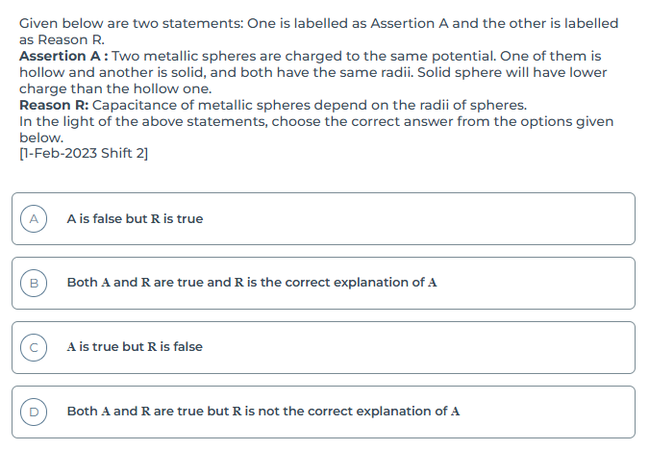 Given below are two statements: One is labelled as Assertion A and the other is labelled
as Reason R.
Assertion A : Two metallic spheres are charged to the same potential. One of them is
hollow and another is solid, and both have the same radii. Solid sphere will have lower
charge than the hollow one.
Reason R: Capacitance of metallic spheres depend on the radii of spheres.
In the light of the above statements, choose the correct answer from the options given
below.
[1-Feb-2023 Shift 2]
A A is false but R is true
B Both A and R are true and R is the correct explanation of A
C A is true but R is false
D Both A and R are true but R is not the correct explanation of A